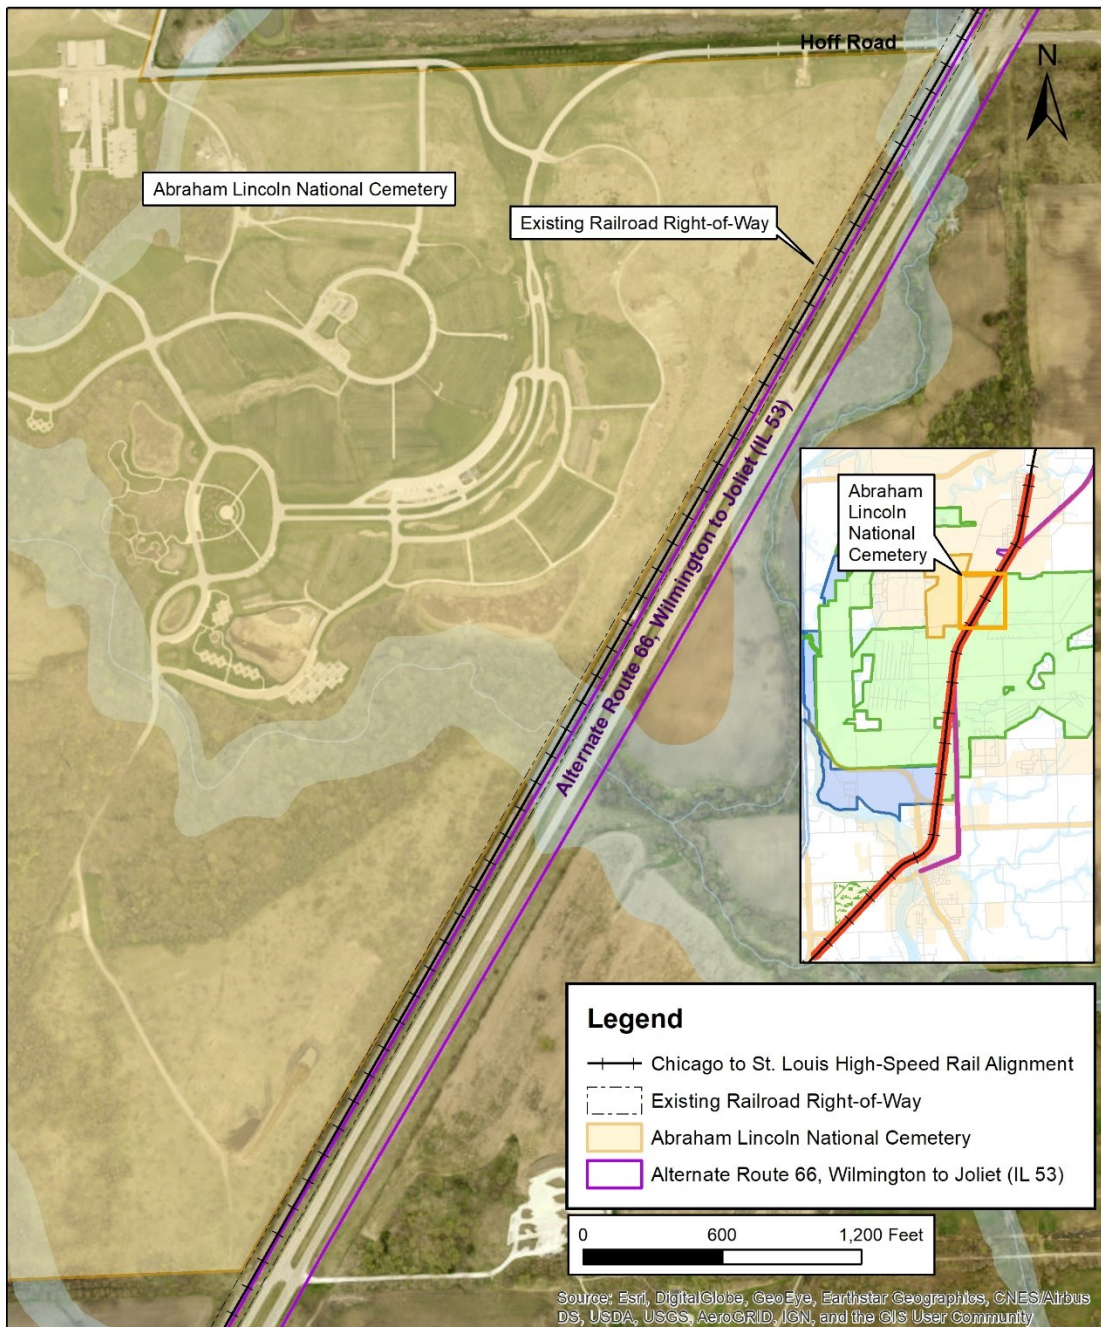 Hoff Road
N
Abraham Lincoln National Cemetery
Existing Railroad Right-of-Way
Alternate Route 66, Wilmington to Joliet (IL 53)
Abraham
Lincoln
National
Cemetery
Legend
Chicago to St. Louis High-Speed Rail Alignment
Existing Railroad Right-of-Way
Abraham Lincoln National Cemetery
Alternate Route 66, Wilmington to Joliet (IL 53)
0 600 1,200 Feet
Source: Esri, DigitalGlobe, GeoEye, Earthstar Geographics, CNES/Airbus
DS, USDA, USGS, AeroGRID, IGN, and the GIS User Community